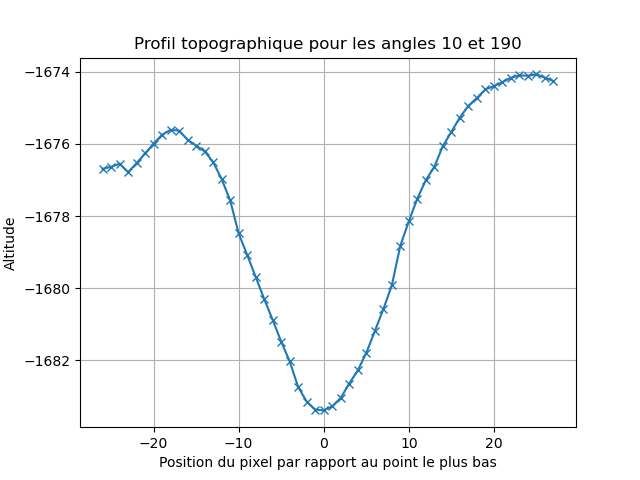 Profil topographique pour les angles 10 et 190
−1674
−1676
−1678
−1680
−1682
Altitude
−20 −10 0 10 20
Position du pixel par rapport au point le plus bas